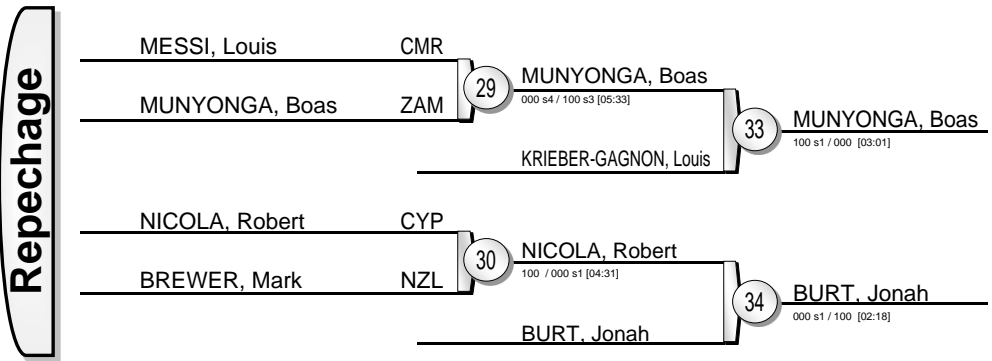 Repechage
MESSI, Louis CMR
MUNYONGA, Boas ZAM
29
MUNYONGA, Boas
000 s4 / 100 s3 [05:33]
KRIEBER-GAGNON, Louis
33
MUNYONGA, Boas
100 s1 / 000 [03:01]
NICOLA, Robert CYP
BREWER, Mark NZL
30
NICOLA, Robert
100 / 000 s1 [04:31]
BURT, Jonah
34
BURT, Jonah
000 s1 / 100 [02:18]